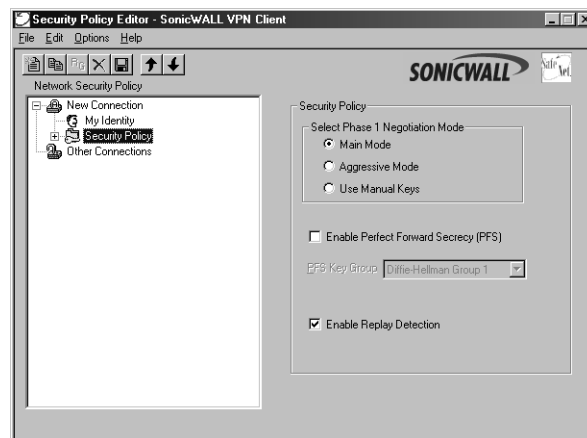 Security Policy Editor - SonicWALL VPN Client
File Edit Options Help
SONICWALL
Safe Net.
Network Security Policy
New Connection
My Identity
Security Policy
Other Connections
Security Policy
Select Phase 1 Negotiation Mode
Main Mode
Aggressive Mode
Use Manual Keys
Enable Perfect Forward Secrecy (PFS)
PFS Key Group Diffie-Hellman Group 1
Enable Replay Detection